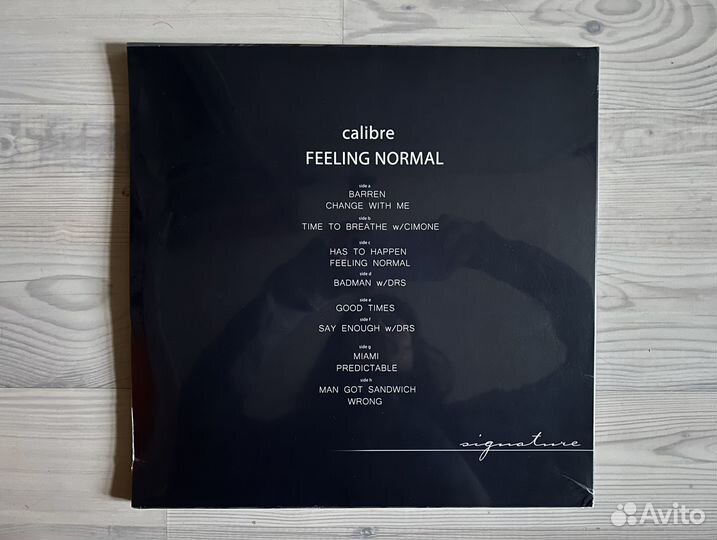 calibre
FEELING NORMAL
side a
BARREN
CHANGE WITH ME
side b
TIME TO BREATHE w/CIMONE
side c
HAS TO HAPPEN
FEELING NORMAL
side d
BADMAN w/DRS
side e
GOOD TIMES
side f
SAY ENOUGH w/DRS
side g
MIAMI
PREDICTABLE
side h
MAN GOT SANDWICH
WRONG
signature
Avito